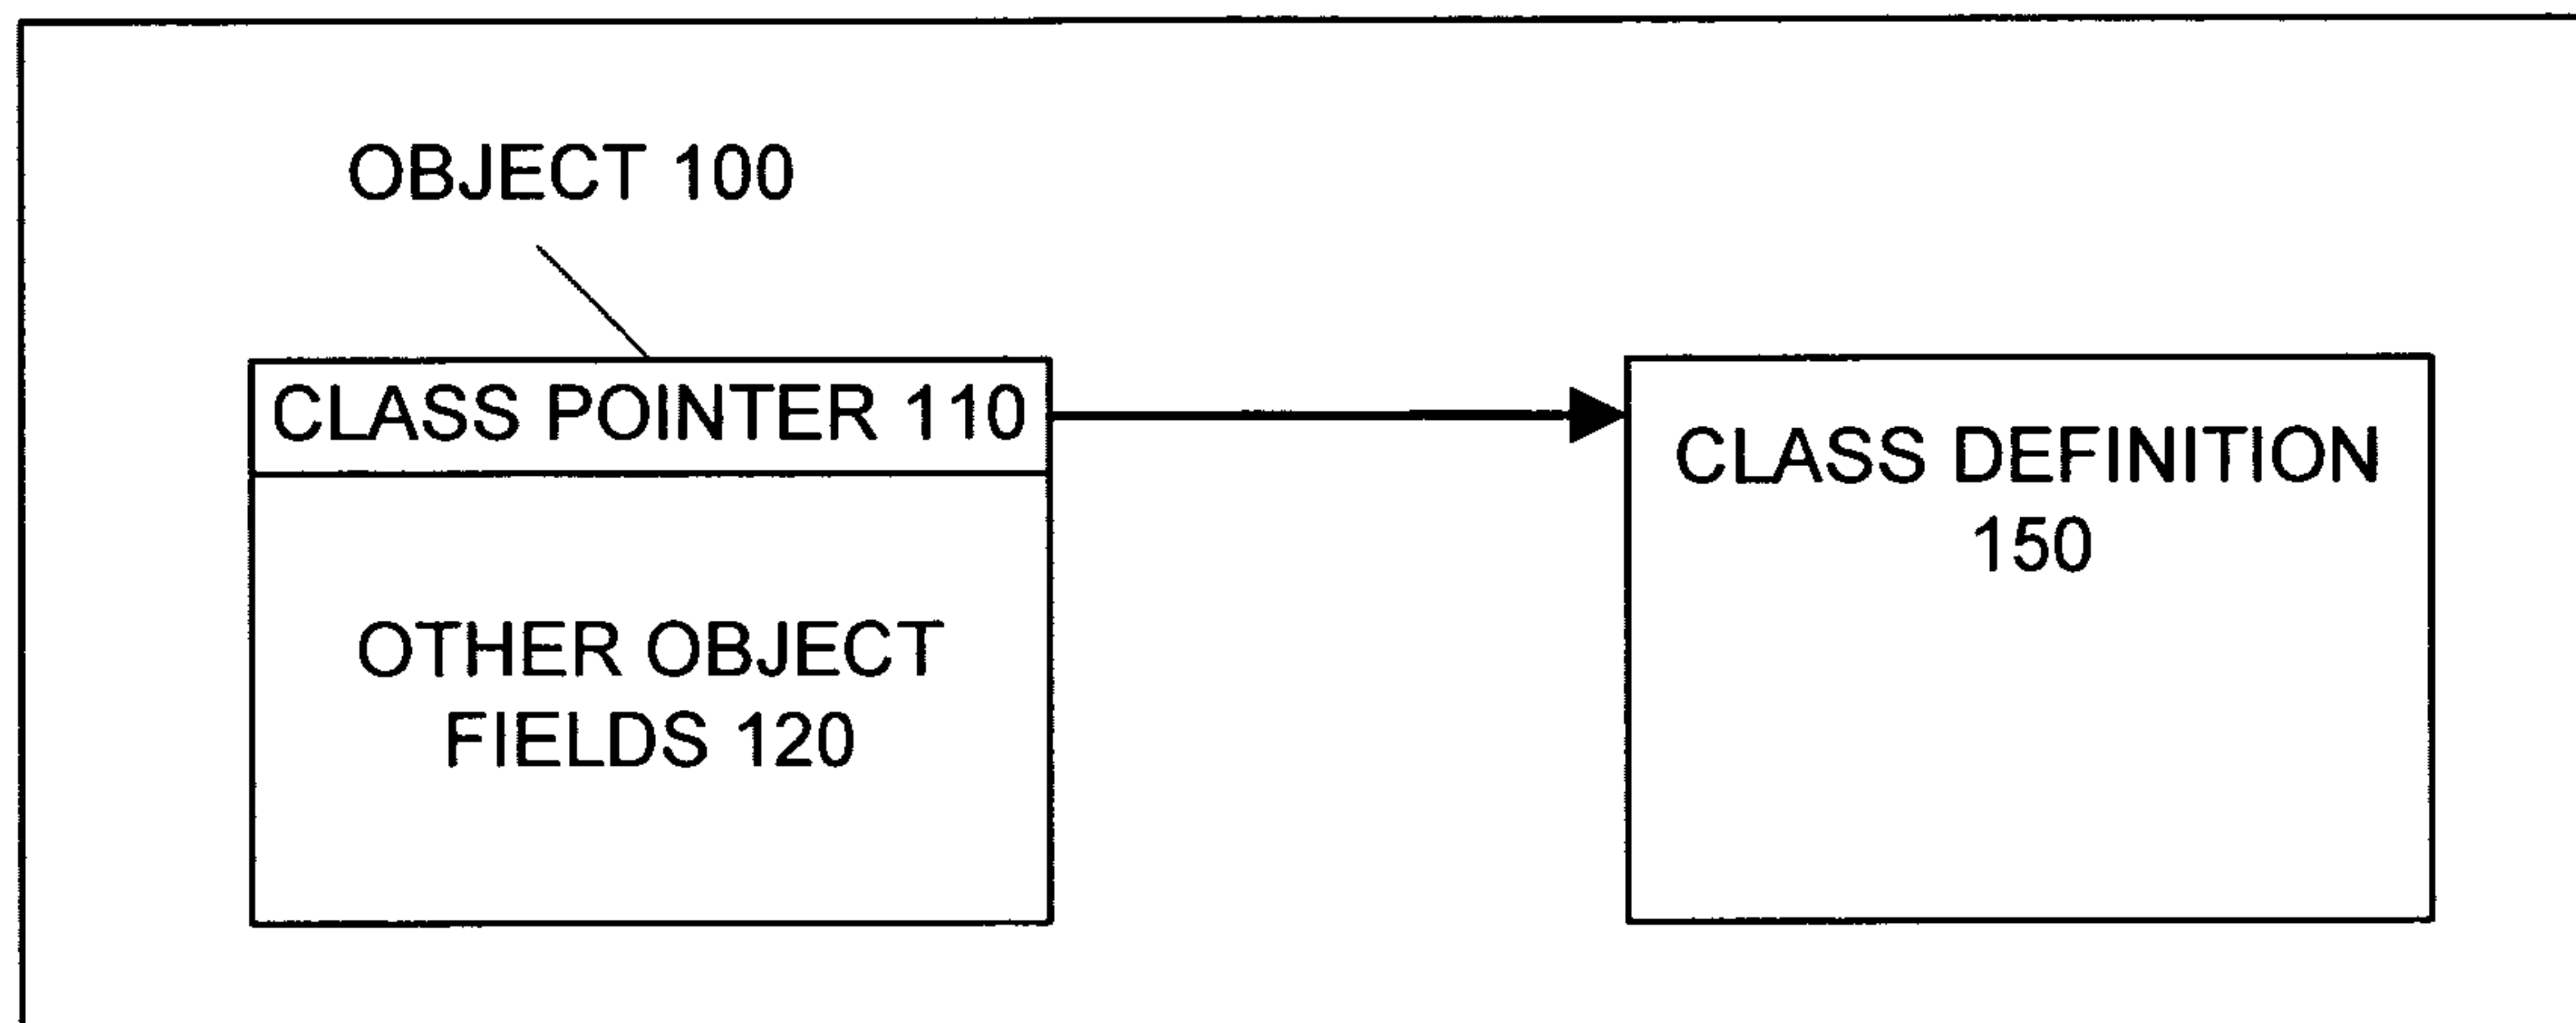 OBJECT 100
CLASS POINTER 110
OTHER OBJECT
FIELDS 120
CLASS DEFINITION
150